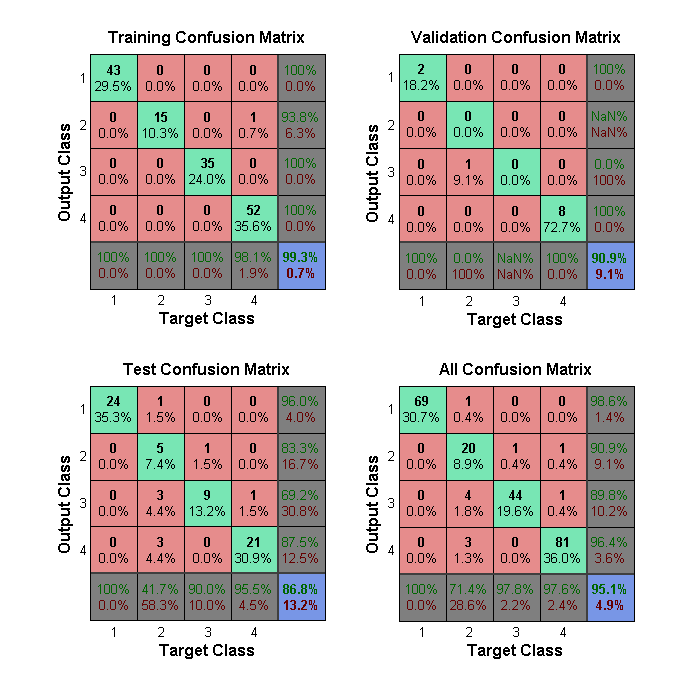 Training Confusion Matrix
1 43 0 0 0 100%
29.5% 0.0% 0.0% 0.0% 0.0%
2 0 15 0 1 93.8%
0.0% 10.3% 0.0% 0.7% 6.3%
3 0 0 35 0 100%
0.0% 0.0% 24.0% 0.0% 0.0%
4 0 0 0 52 100%
0.0% 0.0% 0.0% 35.6% 0.0%
100% 100% 100% 98.1% 99.3%
0.0% 0.0% 0.0% 1.9% 0.7%
1 2 3 4
Target Class
Output Class
Validation Confusion Matrix
1 2 0 0 0 100%
18.2% 0.0% 0.0% 0.0% 0.0%
2 0 0 0 0 NaN%
0.0% 0.0% 0.0% 0.0% NaN%
3 0 1 0 0 0.0%
0.0% 9.1% 0.0% 0.0% 100%
4 0 0 0 8 100%
0.0% 0.0% 0.0% 72.7% 0.0%
100% 0.0% NaN% 100% 90.9%
0.0% 100% NaN% 0.0% 9.1%
1 2 3 4
Target Class
Output Class
Test Confusion Matrix
1 24 1 0 0 96.0%
35.3% 1.5% 0.0% 0.0% 4.0%
2 0 5 1 0 83.3%
0.0% 7.4% 1.5% 0.0% 16.7%
3 0 3 9 1 69.2%
0.0% 4.4% 13.2% 1.5% 30.8%
4 0 3 0 21 87.5%
0.0% 4.4% 0.0% 30.9% 12.5%
100% 41.7% 90.0% 95.5% 86.8%
0.0% 58.3% 10.0% 4.5% 13.2%
1 2 3 4
Target Class
Output Class
All Confusion Matrix
1 69 1 0 0 98.6%
30.7% 0.4% 0.0% 0.0% 1.4%
2 0 20 1 1 90.9%
0.0% 8.9% 0.4% 0.4% 9.1%
3 0 4 44 1 89.8%
0.0% 1.8% 19.6% 0.4% 10.2%
4 0 3 0 81 96.4%
0.0% 1.3% 0.0% 36.0% 3.6%
100% 71.4% 97.8% 97.6% 95.1%
0.0% 28.6% 2.2% 2.4% 4.9%
1 2 3 4
Target Class
Output Class